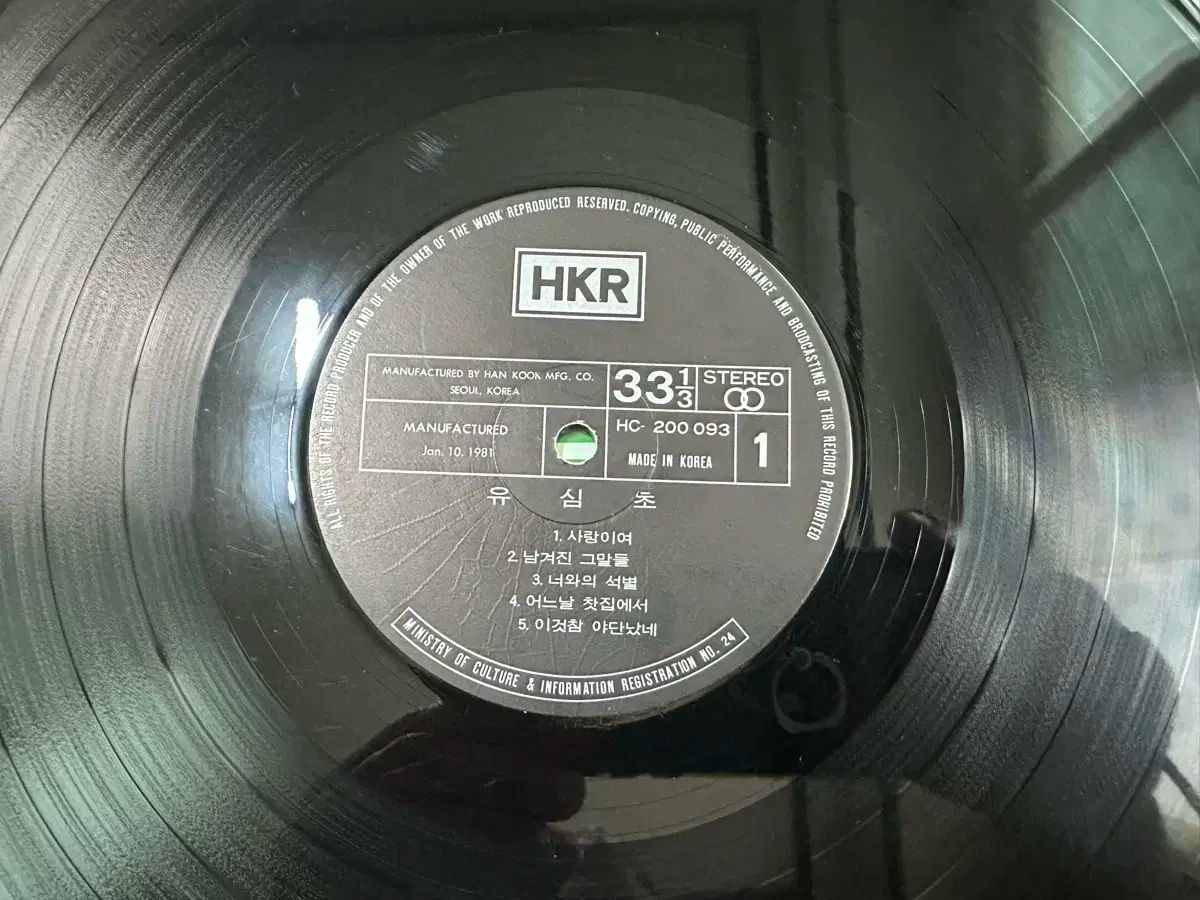 ALL RIGHTS OF THE RECORD PRODUCER AND OF THE OWNER OF THE WORK REPRODUCED RESERVED. COPYING, PUBLIC PERFORMANCE AND BRODCASTING OF THIS RECORD PROHIBITED
HKR
MANUFACTURED BY HAN KOOK MFG. CO.
SEOUL, KOREA
33 1/3
STEREO
MANUFACTURED
Jan. 10. 1981
HC- 200 093
MADE IN KOREA
1
유 심 초
1. 사랑이여
2. 남겨진 그말들
3. 너와의 석별
4. 어느날 찻집에서
5. 이것참 야단났네
MINISTRY OF CULTURE & INFORMATION REGISTRATION NO. 24